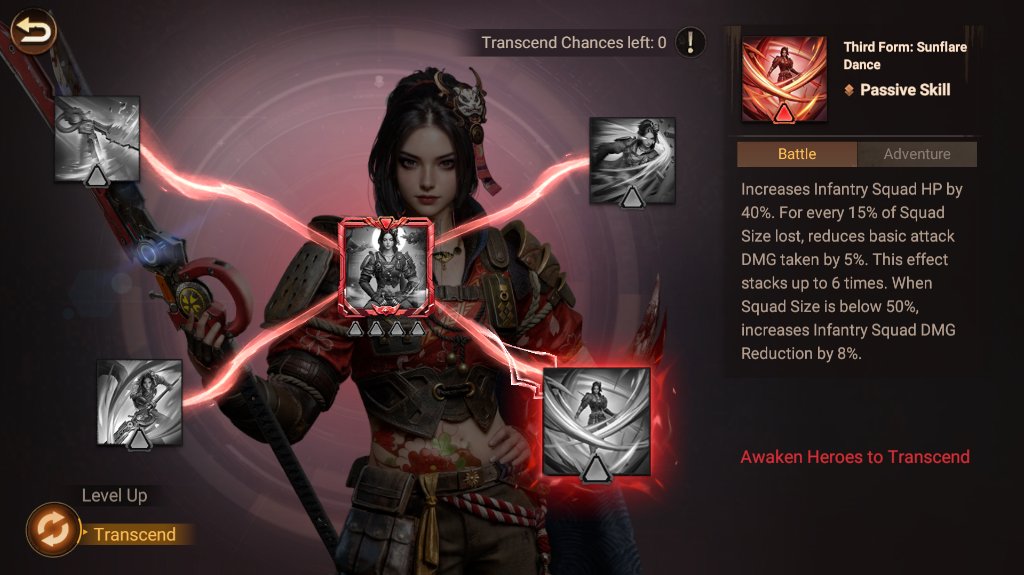 Transcend Chances left: 0
!
Third Form: Sunflare
Dance
Passive Skill
Battle
Adventure
Increases Infantry Squad HP by
40%. For every 15% of Squad
Size lost, reduces basic attack
DMG taken by 5%. This effect
stacks up to 6 times. When
Squad Size is below 50%,
increases Infantry Squad DMG
Reduction by 8%.
Awaken Heroes to Transcend
Level Up
Transcend